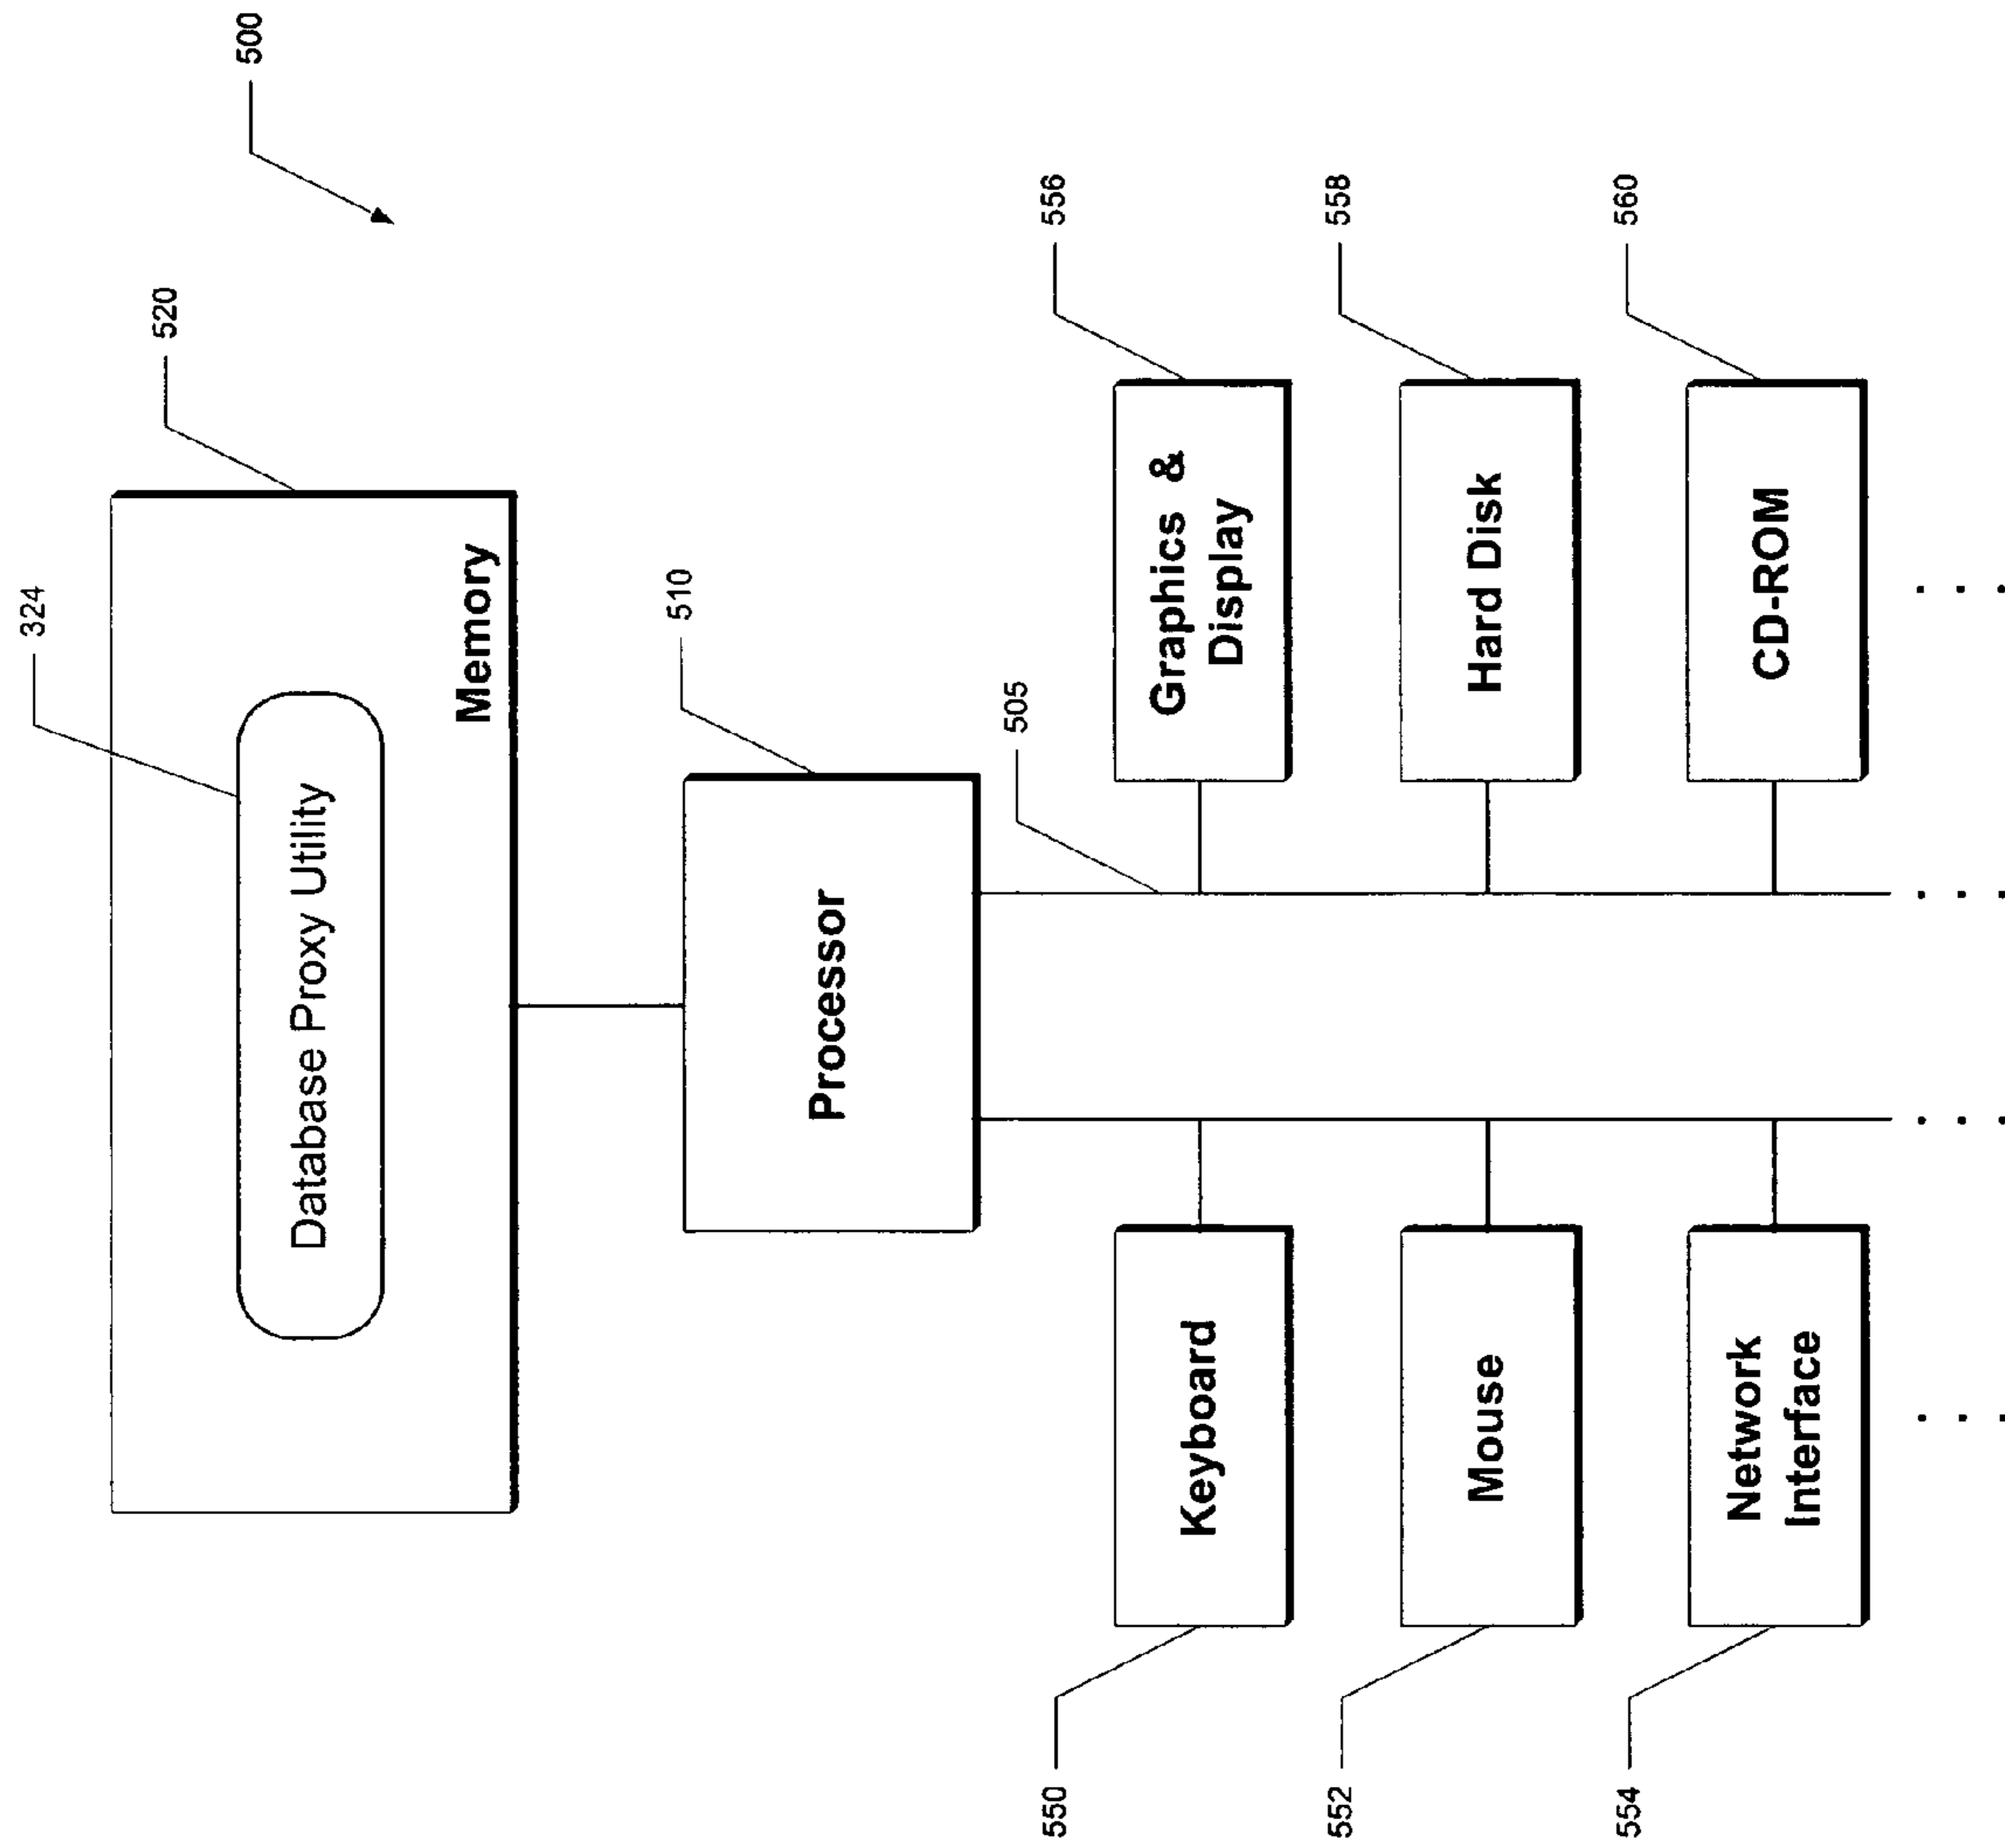 500
520
324
Database Proxy Utility
Memory
510
Processor
505
556
Graphics &
Display
558
Hard Disk
560
CD-ROM
550
Keyboard
552
Mouse
554
Network
Interface